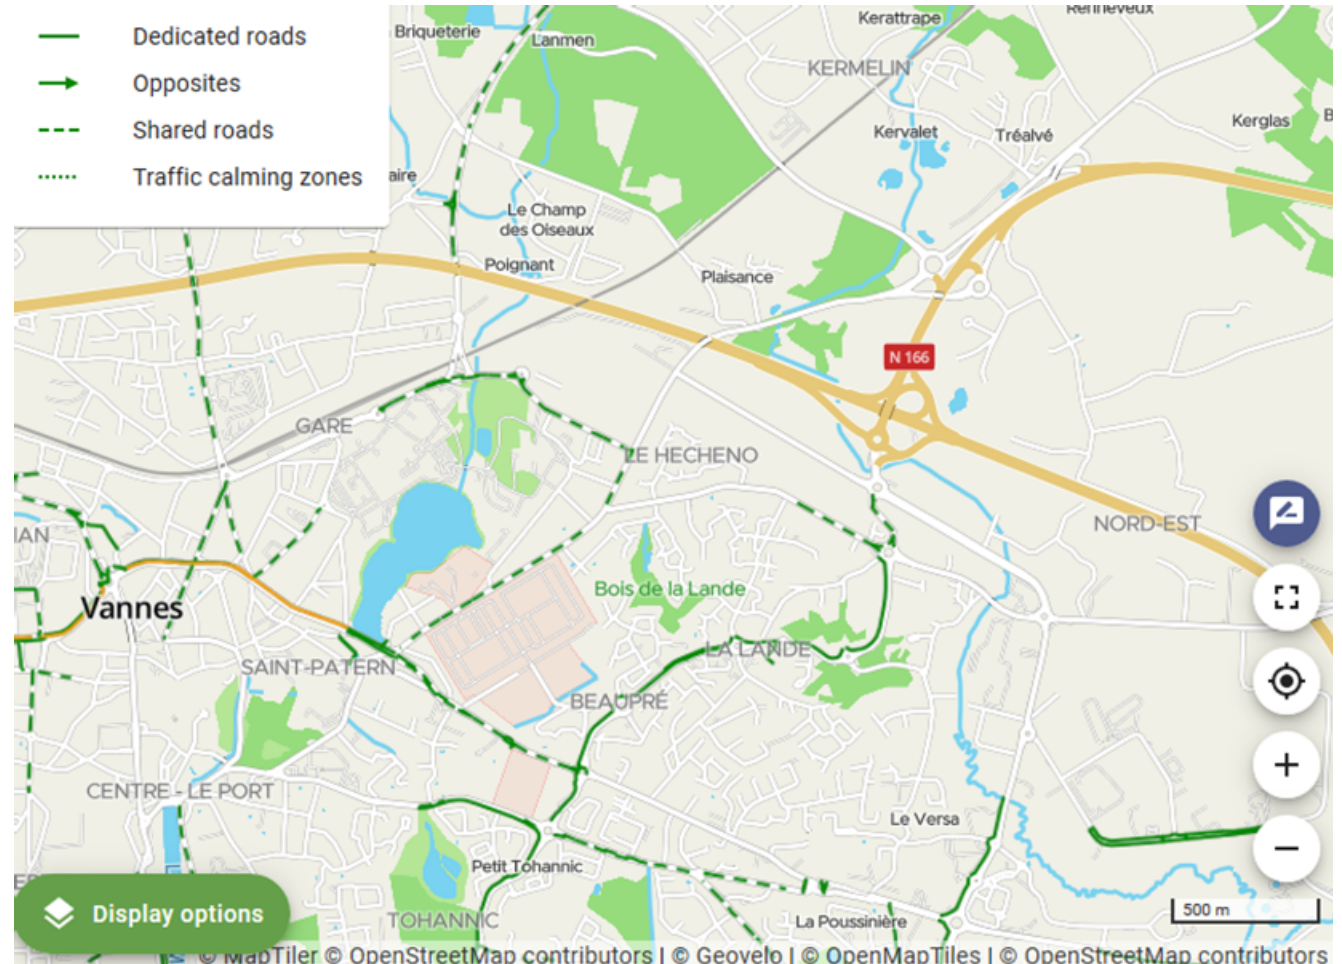 Dedicated roads
Opposites
Shared roads
Traffic calming zones
Briqueterie
Lanmen
Kerattrape
Renneveux
KERMELIN
Kervalet
Tréalvé
Kerglas
B
aire
Le Champ
des Oiseaux
Poignant
Plaisance
N 166
GARE
LE HECHENO
NORD-EST
IAN
Bois de la Lande
Vannes
LA LANDE
SAINT-PATERN
BEAUPRÉ
CENTRE - LE PORT
Le Versa
Petit Tohannic
Display options
TOHANNIC
La Poussinière
500 m
© MapTiler © OpenStreetMap contributors | © Geovelo | © OpenMapTiles | © OpenStreetMap contributors